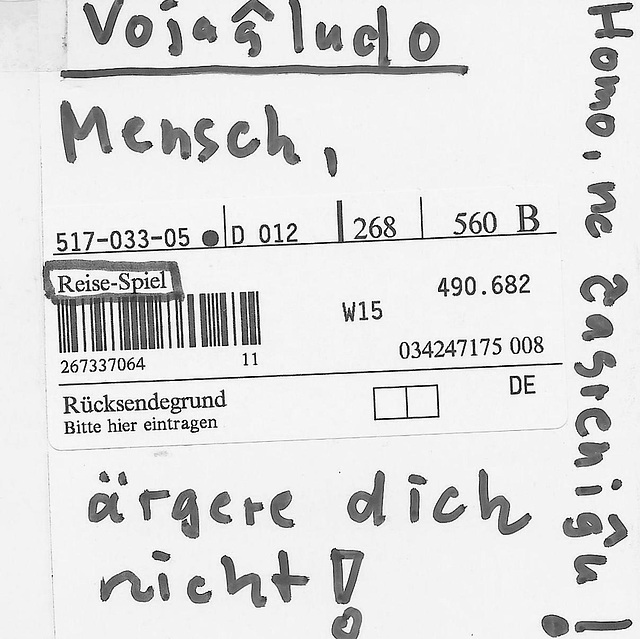 Vojaĝludo
Mensch,
517-033-05 ● D 012 268 560 B
Reise-Spiel
490.682
W15
267337064 11
034247175 008
DE
Rücksendegrund
Bitte hier eintragen
ärgere dich
nicht!
Homo, ne ĉagreniĝu!